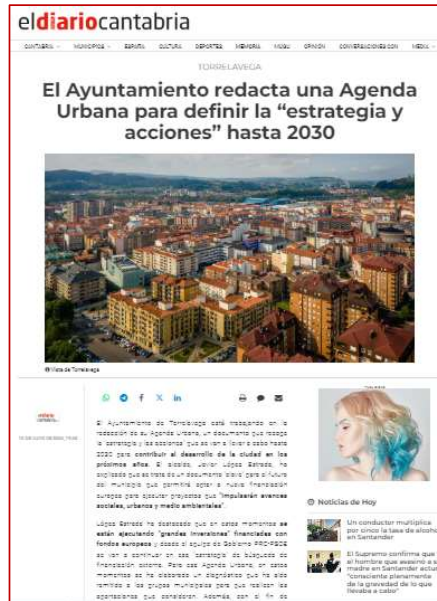 eldiariocantabria
CANTABRIA MUNICIPIOS ESPAÑA CULTURA DEPORTES MEMORIA MUGU OPINIÓN CONVERSACIONES CON MEDIA
TORRELAVEGA
El Ayuntamiento redacta una Agenda
Urbana para definir la “estrategia y
acciones” hasta 2030
Vista de Torrelavega
El Ayuntamiento de Torrelavega está trabajando en la
redacción de su Agenda Urbana, un documento que recoge
la "estrategia y las acciones" que se van a llevar a cabo hasta
2030 para contribuir al desarrollo de la ciudad en los
próximos años. El alcalde, Javier López Estrada, ha
explicado que se trata de un documento "clave" para el futuro
del municipio que permitirá optar a nueva financiación
europea para ejecutar proyectos que "impulsarán avances
sociales, urbanos y medio ambientales".
López Estrada ha destacado que en estos momentos se
están ejecutando "grandes inversiones" financiadas con
fondos europeos y desde el equipo de Gobierno PRC-PSOE
se van a continuar en esa "estrategia de búsqueda de
financiación externa. Para esa Agenda Urbana, en estos
momentos se ha elaborado un diagnóstico que ha sido
remitido a los grupos municipales para que realicen las
aportaciones que consideren. Además, con el fin de
Noticias de Hoy
Un conductor multiplica
por cinco la tasa de alcohol
en Santander
El Supremo confirma que
el hombre que asesinó a su
madre en Santander actuó
"consciente plenamente
de la gravedad de lo que
llevaba a cabo"